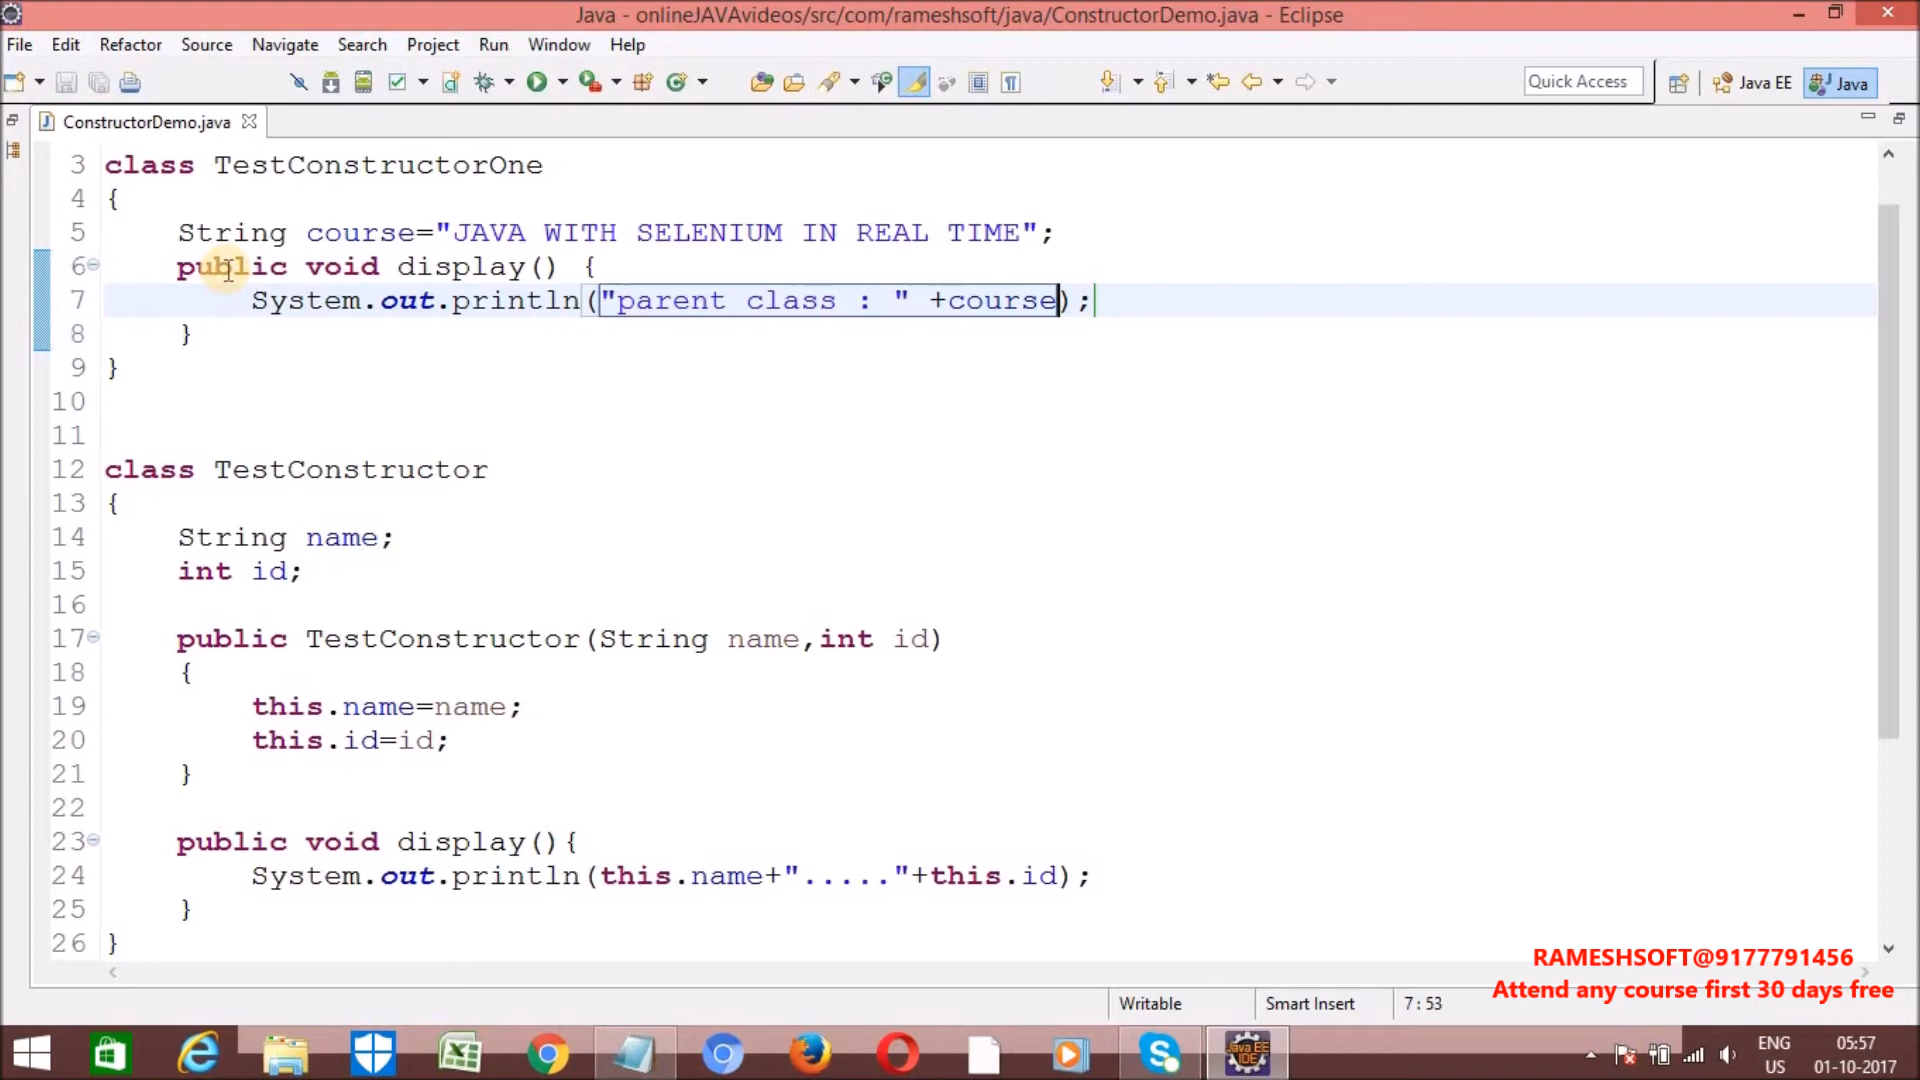 Java - onlineJAVAvideos/src/com/rameshsoft/java/ConstructorDemo.java - Eclipse
File Edit Refactor Source Navigate Search Project Run Window Help
Quick Access Java EE Java
ConstructorDemo.java
3 class TestConstructorOne
4 {
5 String course="JAVA WITH SELENIUM IN REAL TIME";
6 public void display() {
7 System.out.println("parent class : " +course);
8 }
9 }
10
11
12 class TestConstructor
13 {
14 String name;
15 int id;
16
17 public TestConstructor(String name,int id)
18 {
19 this.name=name;
20 this.id=id;
21 }
22
23 public void display(){
24 System.out.println(this.name+"....."+this.id);
25 }
26 }
RAMESHSOFT@9177791456
Attend any course first 30 days free
Writable Smart Insert 7 : 53
Java EE
IDE
ENG 05:57
US 01-10-2017